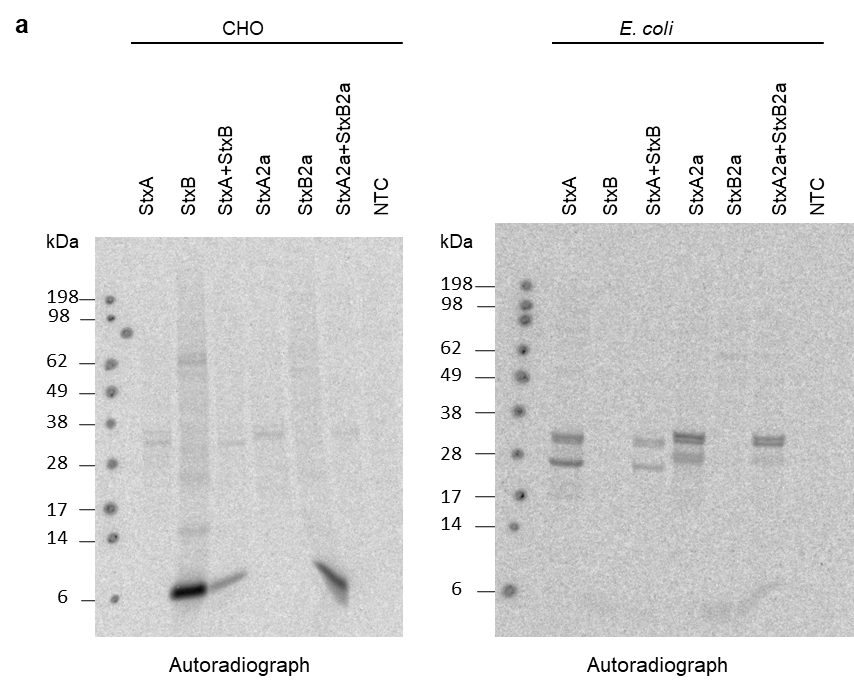 a
CHO
E. coli
StxA
StxB
StxA+StxB
StxA2a
StxB2a
StxA2a+StxB2a
NTC
StxA
StxB
StxA+StxB
StxA2a
StxB2a
StxA2a+StxB2a
NTC
kDa
198
98
62
49
38
28
17
14
6
kDa
198
98
62
49
38
28
17
14
6
Autoradiograph
Autoradiograph